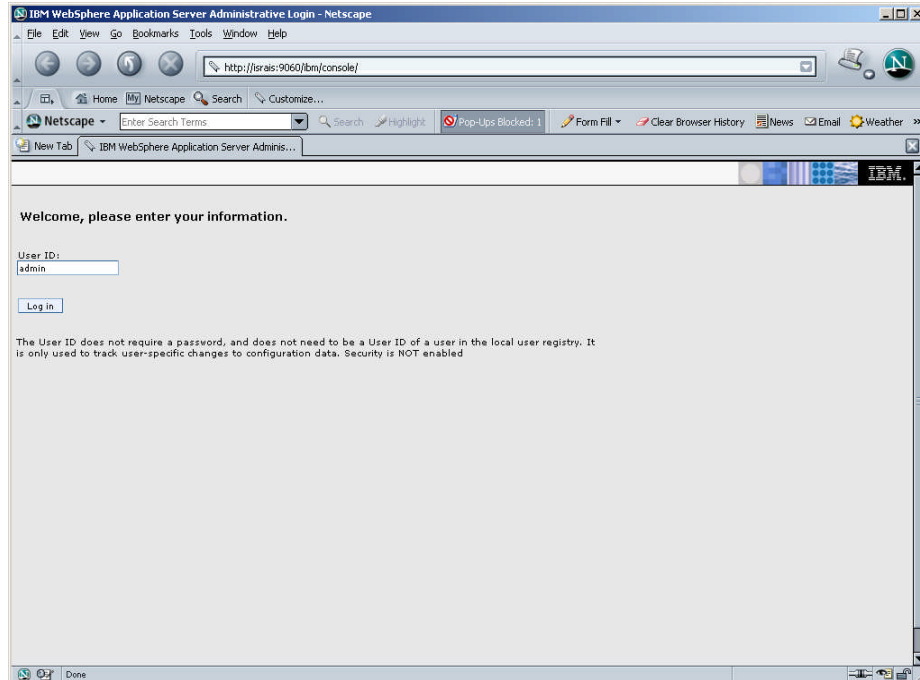 IBM WebSphere Application Server Administrative Login - Netscape
File Edit View Go Bookmarks Tools Window Help
http://israis:9060/ibm/console/
Home My Netscape Search Customize...
Netscape Enter Search Terms Search Highlight Pop-Ups Blocked: 1 Form Fill Clear Browser History News Email Weather »
New Tab IBM WebSphere Application Server Adminis...
IBM.
Welcome, please enter your information.
User ID:
admin
Log in
The User ID does not require a password, and does not need to be a User ID of a user in the local user registry. It
is only used to track user-specific changes to configuration data. Security is NOT enabled
Done